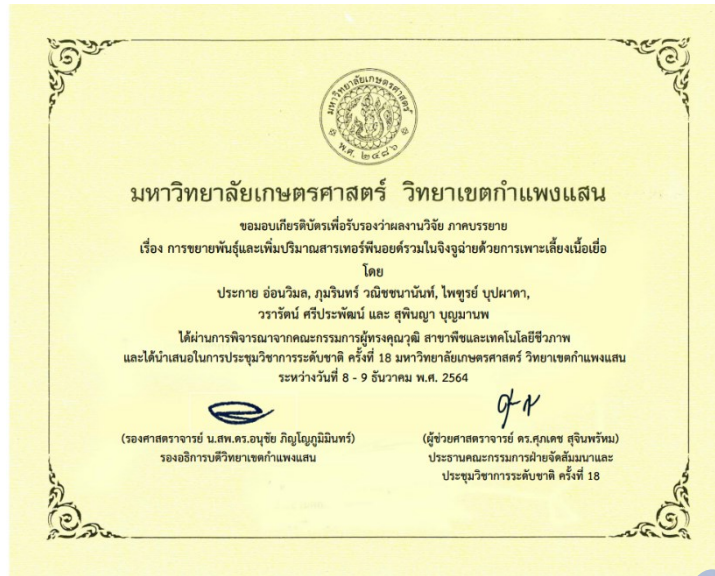 มหาวิทยาลัยเกษตรศาสตร์
พ.ศ. ๒๔๘๖
มหาวิทยาลัยเกษตรศาสตร์ วิทยาเขตกำแพงแสน
ขอมอบเกียรติบัตรเพื่อรับรองว่าผลงานวิจัย ภาคบรรยาย
เรื่อง การขยายพันธุ์และเพิ่มปริมาณสารเทอร์พีนอยด์รวมในจิงจูฉ่ายด้วยการเพาะเลี้ยงเนื้อเยื่อ
โดย
ประกาย อ่อนวิมล, ภุมรินทร์ วณิชชนานันท์, ไพฑูรย์ บุปผาดา,
วรารัตน์ ศรีประพัฒน์ และ สุพินญา บุญมานพ
ได้ผ่านการพิจารณาจากคณะกรรมการผู้ทรงคุณวุฒิ สาขาพืชและเทคโนโลยีชีวภาพ
และได้นำเสนอในการประชุมวิชาการระดับชาติ ครั้งที่ 18 มหาวิทยาลัยเกษตรศาสตร์ วิทยาเขตกำแพงแสน
ระหว่างวันที่ 8 - 9 ธันวาคม พ.ศ. 2564
(รองศาสตราจารย์ น.สพ.ดร.อนุชัย ภิญโญภูมิมินทร์)
รองอธิการบดีวิทยาเขตกำแพงแสน
(ผู้ช่วยศาสตราจารย์ ดร.ศุภเดช สุจินพรัหม)
ประธานคณะกรรมการฝ่ายจัดสัมมนาและ
ประชุมวิชาการระดับชาติ ครั้งที่ 18